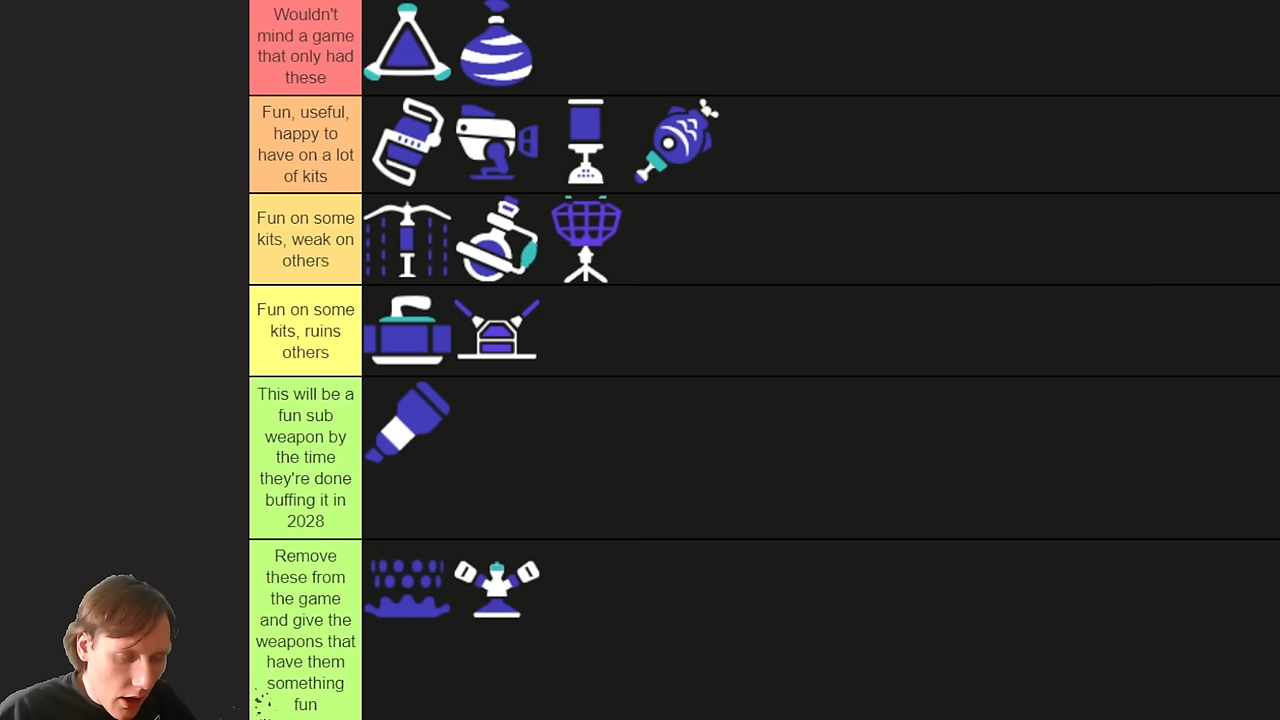 Wouldn't
mind a game
that only had
these
Fun, useful,
happy to
have on a lot
of kits
Fun on some
kits, weak on
others
Fun on some
kits, ruins
others
This will be a
fun sub
weapon by
the time
they're done
buffing it in
2028
Remove
these from
the game
and give the
weapons that
have them
something
fun